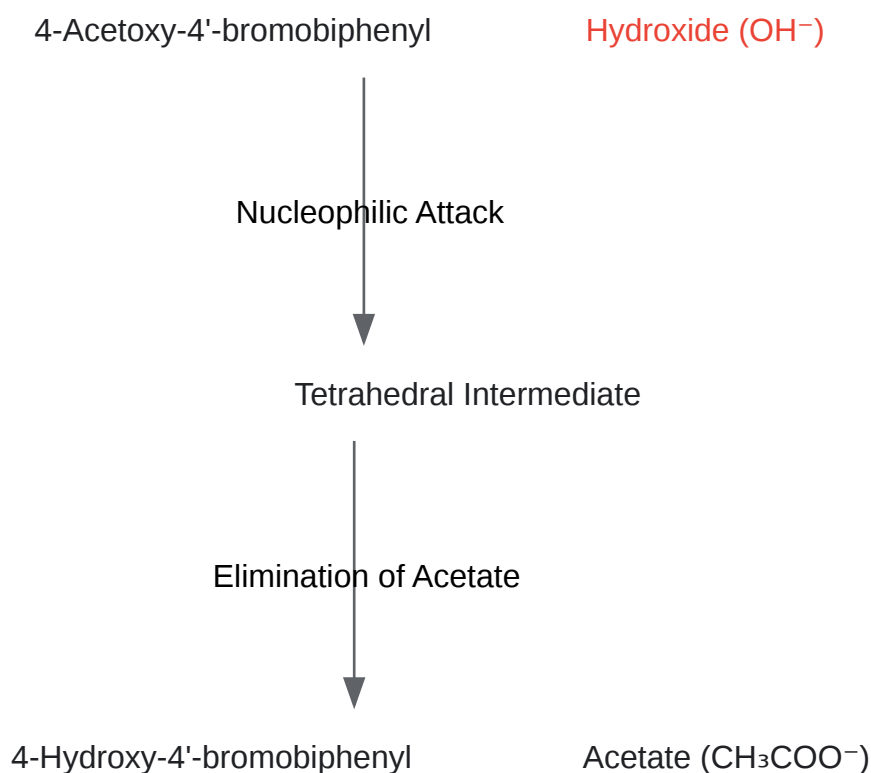 4-Acetoxy-4'-bromobiphenyl Hydroxide (OH⁻)
Nucleophilic Attack
Tetrahedral Intermediate
Elimination of Acetate
4-Hydroxy-4'-bromobiphenyl Acetate (CH₃COO⁻)